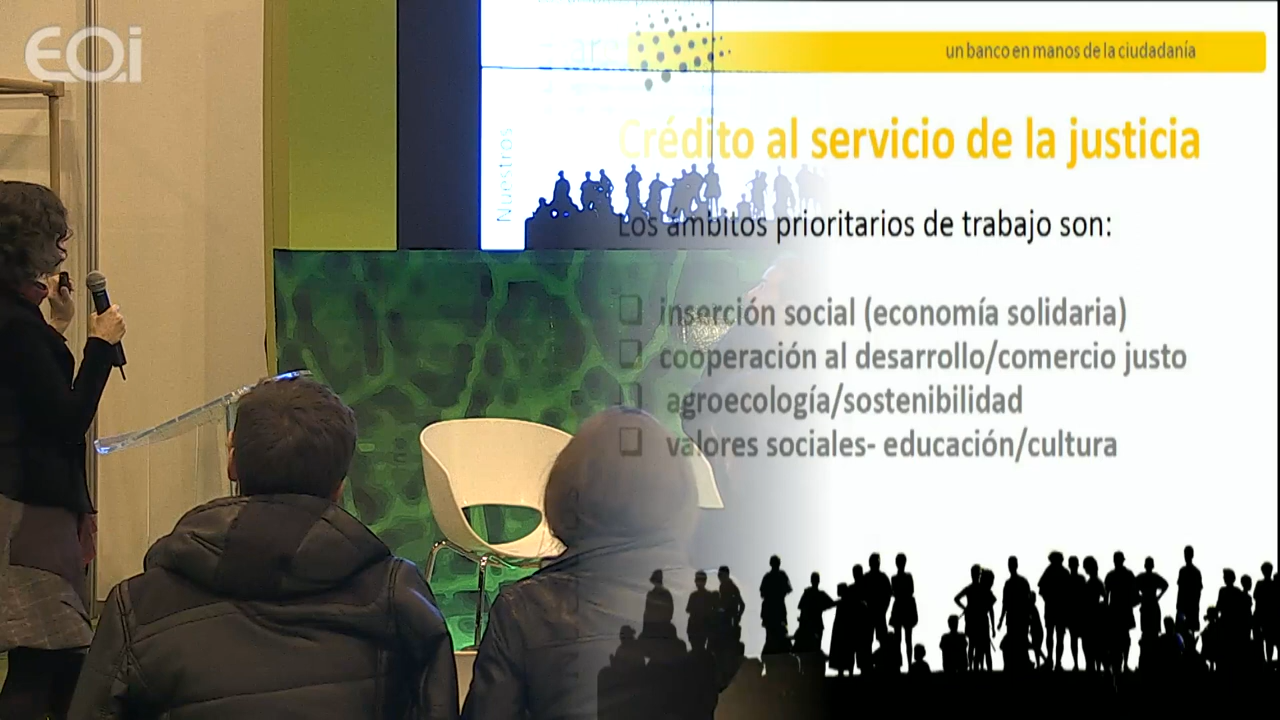 EOi
un banco en manos de la ciudadanía
Crédito al servicio de la justicia
Nuestros
Los ámbitos prioritarios de trabajo son:
inserción social (economía solidaria)
cooperación al desarrollo/comercio justo
agroecología/sostenibilidad
valores sociales- educación/cultura